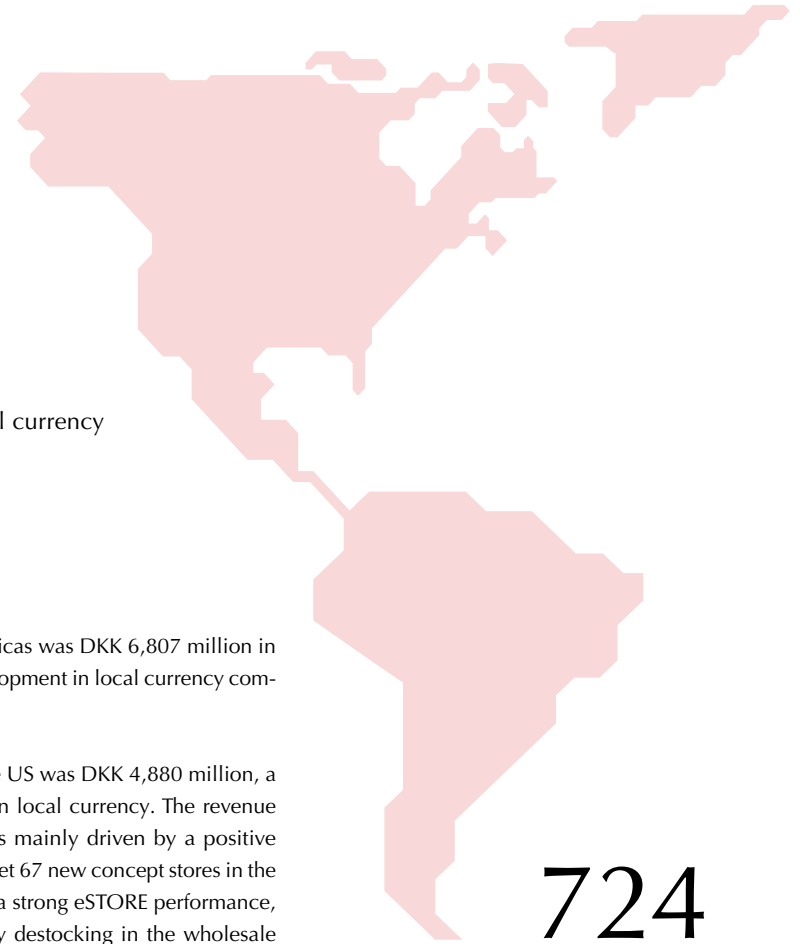 l currency
icas was DKK 6,807 million in
opment in local currency com-
US was DKK 4,880 million, a
n local currency. The revenue
s mainly driven by a positive
et 67 new concept stores in the
a strong eSTORE performance,
y destocking in the wholesale
724